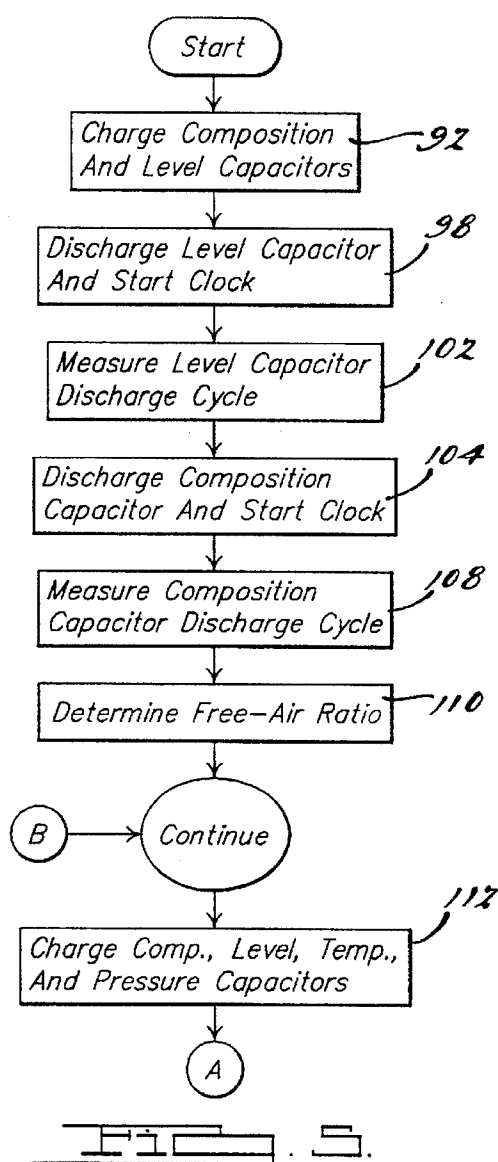 Start
Charge Composition
And Level Capacitors
92
Discharge Level Capacitor
And Start Clock
98
Measure Level Capacitor
Discharge Cycle
102
Discharge Composition
Capacitor And Start Clock
104
Measure Composition
Capacitor Discharge Cycle
108
Determine Free-Air Ratio
110
B
Continue
Charge Comp., Level, Temp.,
And Pressure Capacitors
112
A
Fig. 5.